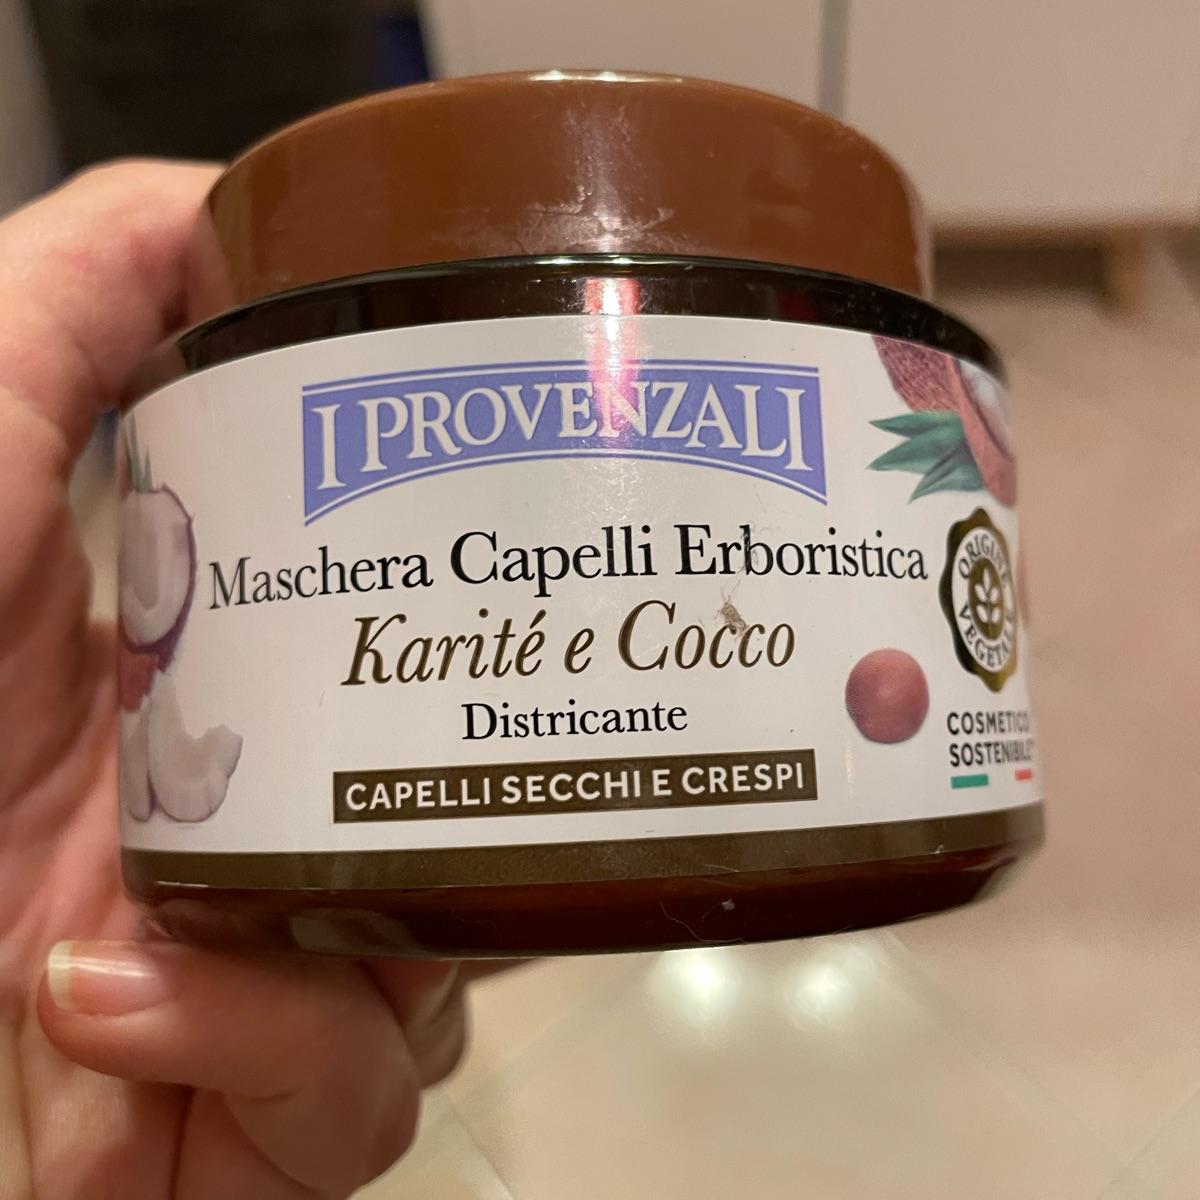 I PROVENZALI
Maschera Capelli Erboristica
Karité e Cocco
Districante
CAPELLI SECCHI E CRESPI
ORIGINE VEGETALE
COSMETICO
SOSTENIBILE